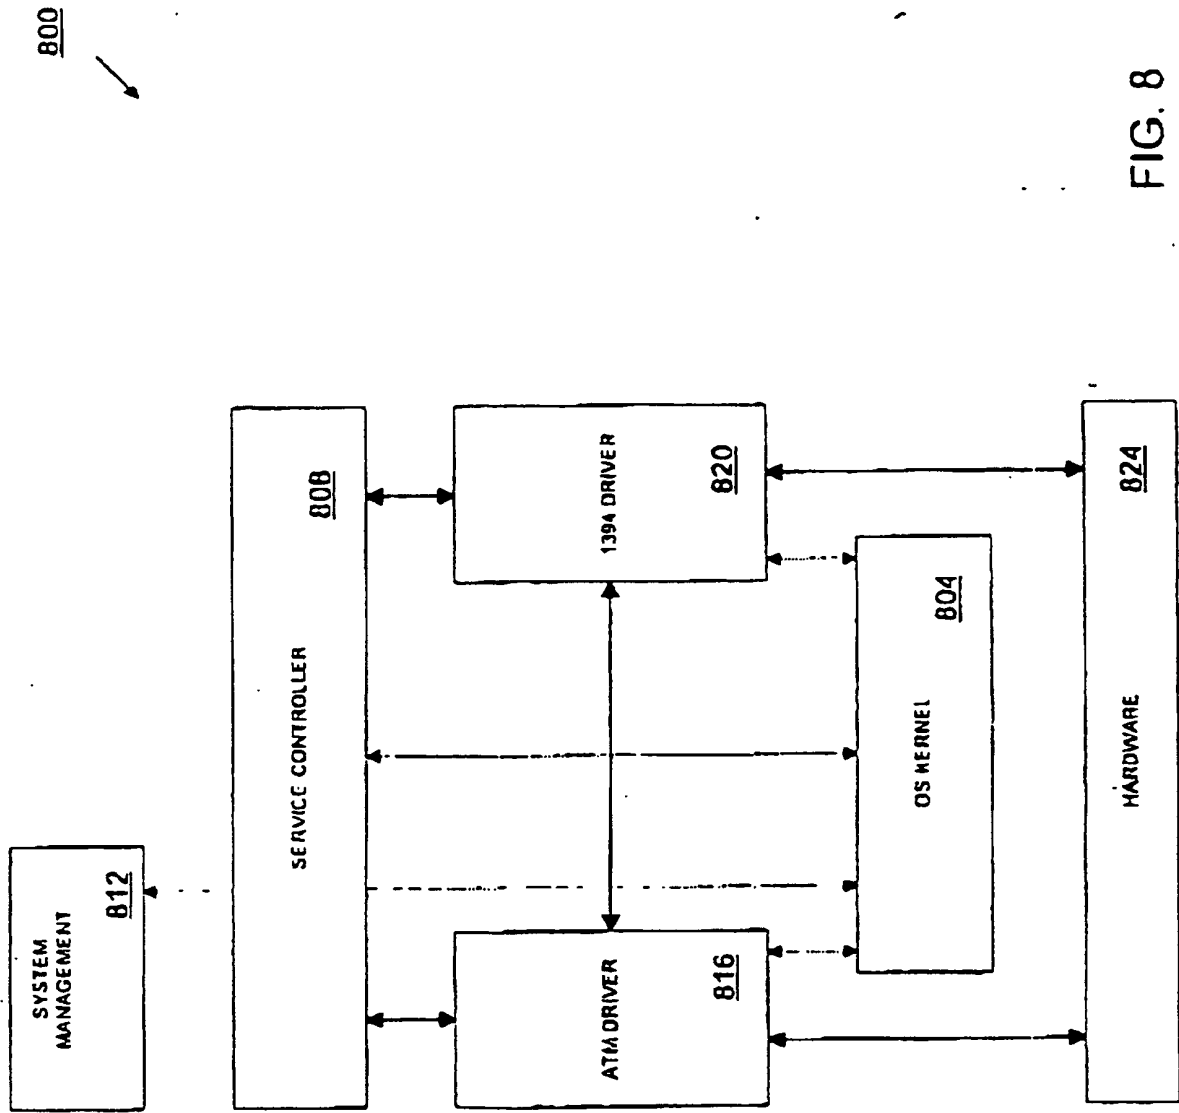 800
SYSTEM
MANAGEMENT
812
SERVICE CONTROLLER
808
ATM DRIVER
816
1394 DRIVER
820
OS KERNEL
804
HARDWARE
824
FIG. 8